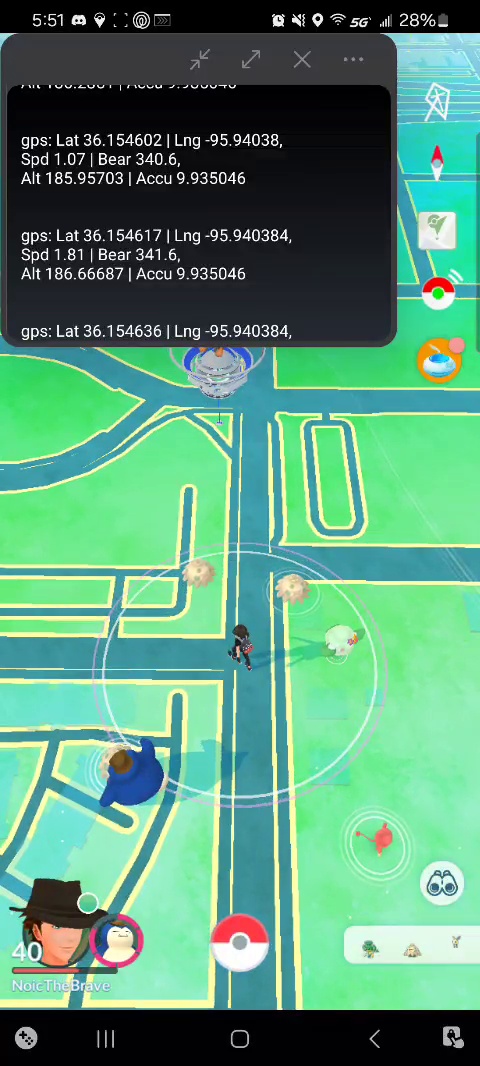 5:51
5G
28%
gps: Lat 36.154602 | Lng -95.94038,
Spd 1.07 | Bear 340.6,
Alt 185.95703 | Accu 9.935046
gps: Lat 36.154617 | Lng -95.940384,
Spd 1.81 | Bear 341.6,
Alt 186.66687 | Accu 9.935046
gps: Lat 36.154636 | Lng -95.940384,
40
NoicTheBrave